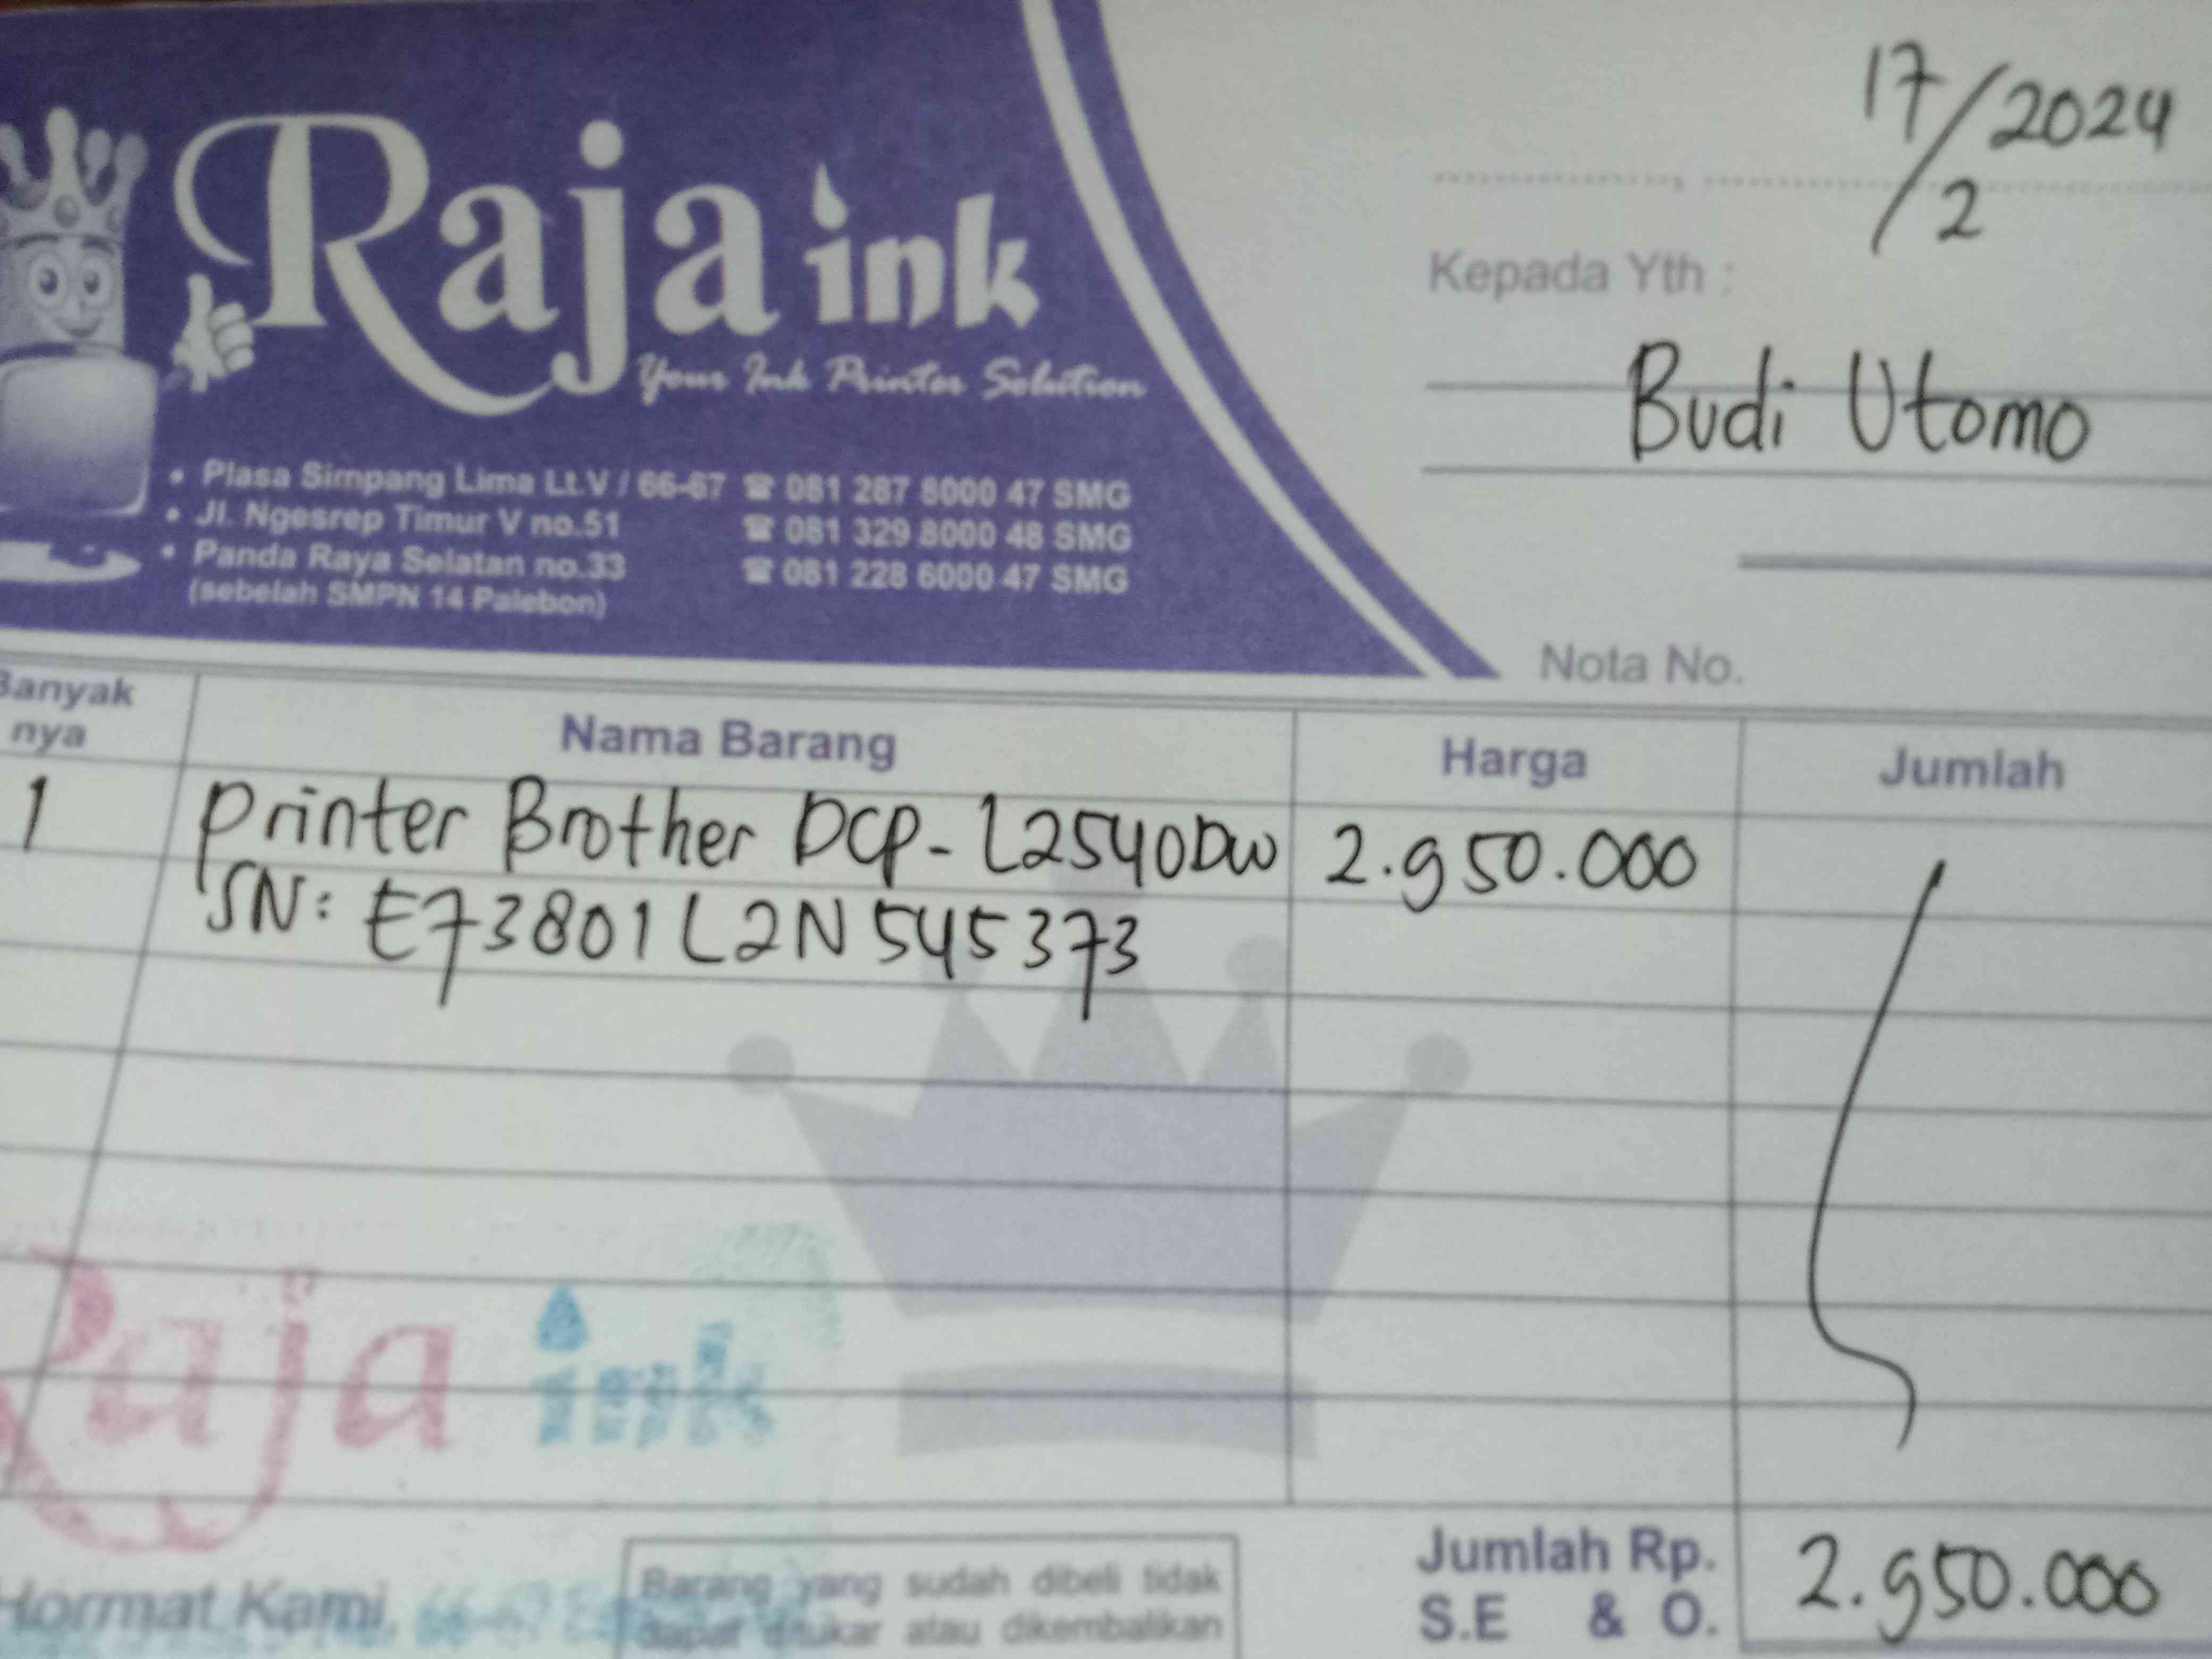 17/2/2024
Raja ink
Your Ink Printer Solution
Kepada Yth :
Budi Utomo
• Plasa Simpang Lima Lt.V / 66-67 ☎ 081 287 8000 47 SMG
• Jl. Ngesrep Timur V no.51 ☎ 081 329 8000 48 SMG
• Panda Raya Selatan no.33 ☎ 081 228 6000 47 SMG
(sebelah SMPN 14 Palebon)
Nota No.
Banyak
nya
Nama Barang
Harga
Jumlah
1 Printer Brother DCP-L2540DW 2.950.000
SN: E73801L2N545373
Raja ink
Hormat Kami,
66-67
Barang yang sudah dibeli tidak
dapat ditukar atau dikembalikan
Jumlah Rp. 2.950.000
S.E & O.